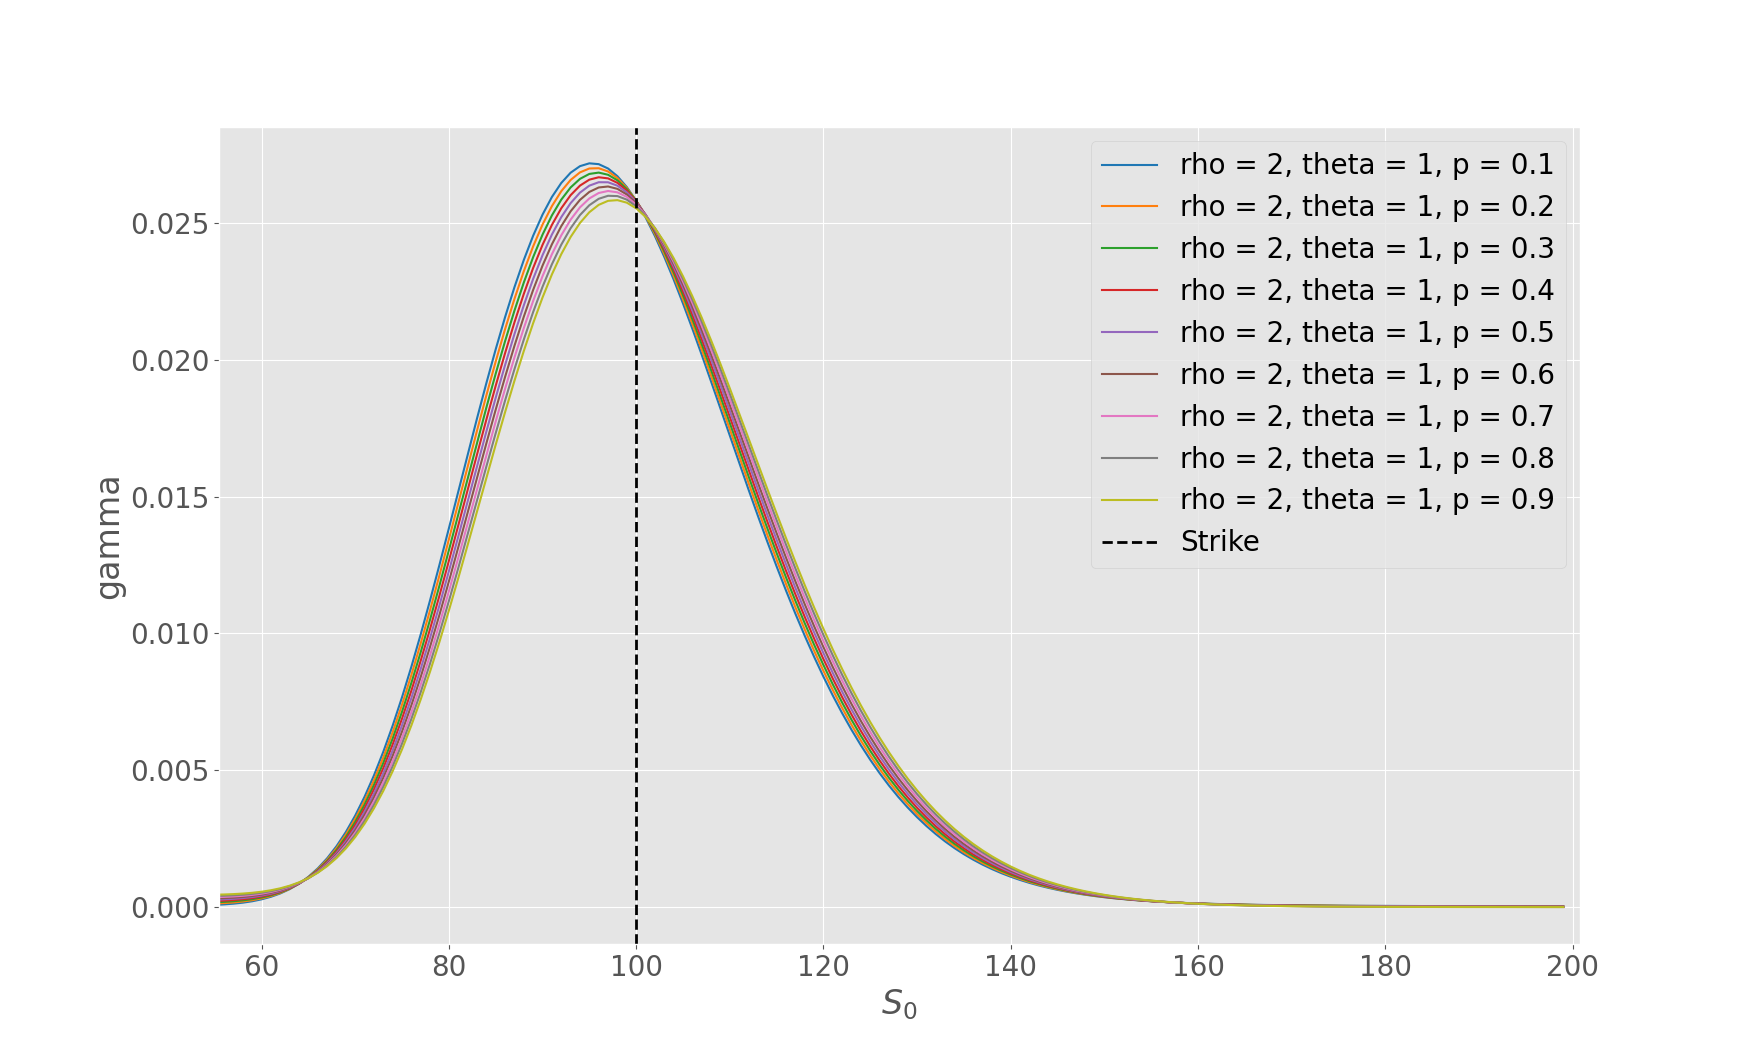 rho = 2, theta = 1, p = 0.1
rho = 2, theta = 1, p = 0.2
rho = 2, theta = 1, p = 0.3
rho = 2, theta = 1, p = 0.4
rho = 2, theta = 1, p = 0.5
rho = 2, theta = 1, p = 0.6
rho = 2, theta = 1, p = 0.7
rho = 2, theta = 1, p = 0.8
rho = 2, theta = 1, p = 0.9
Strike
gamma
0.025
0.020
0.015
0.010
0.005
0.000
60 80 100 120 140 160 180 200
S₀